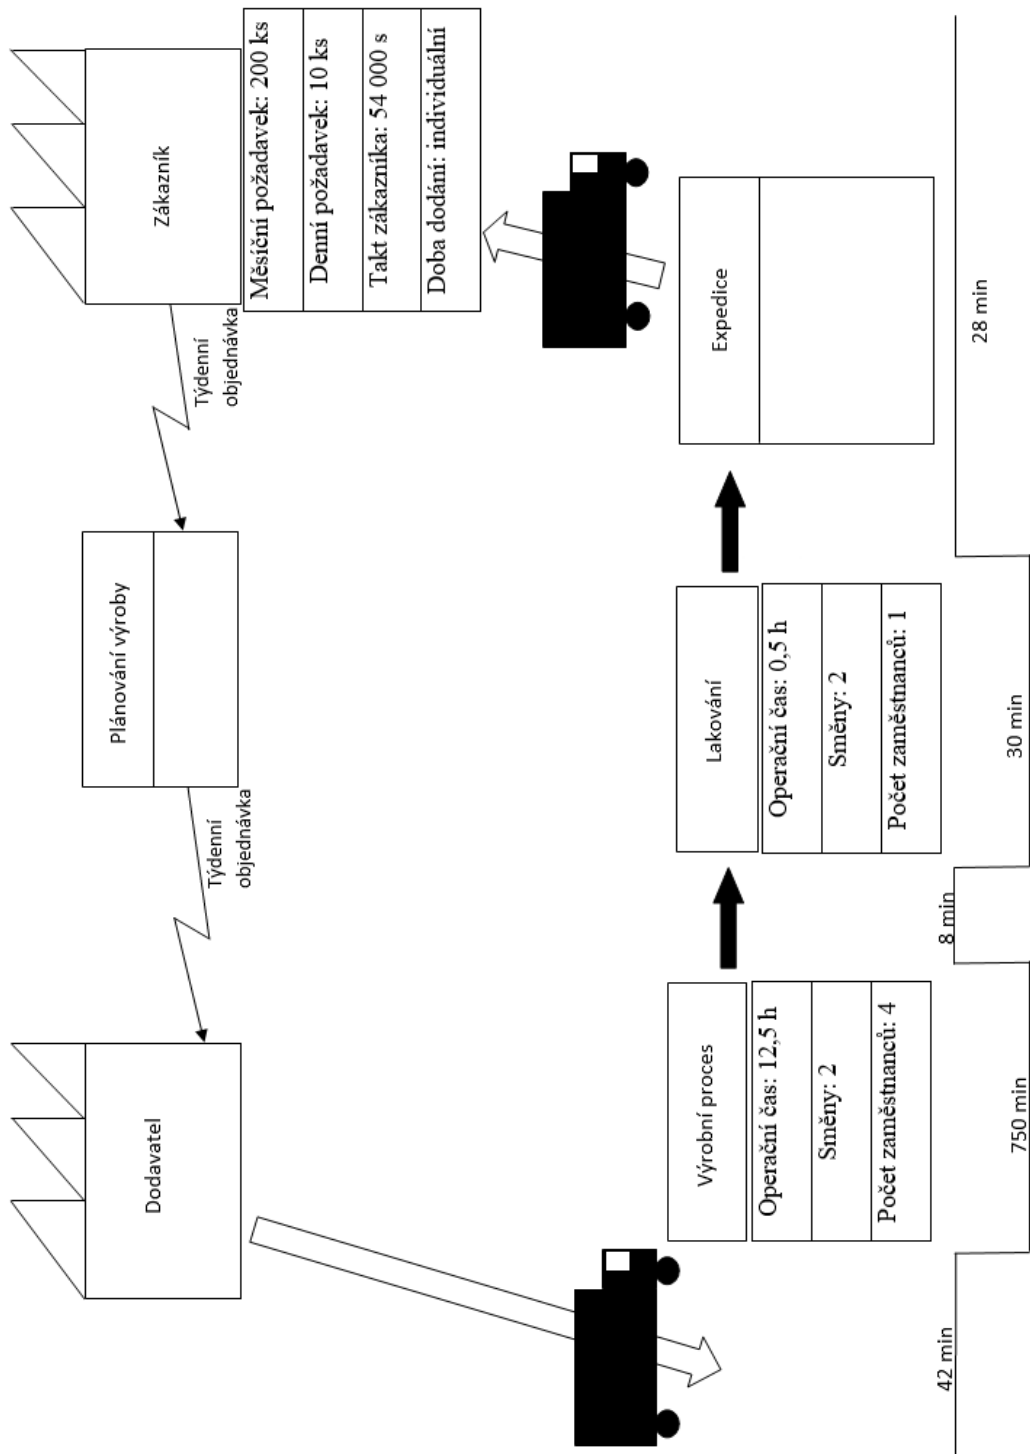 Dodavatel
Týdenní
objednávka
Plánování výroby
Týdenní
objednávka
Zákazník
Měsíční požadavek: 200 ks
Denní požadavek: 10 ks
Takt zákazníka: 54 000 s
Doba dodání: individuální
Výrobní proces
Operační čas: 12,5 h
Směny: 2
Počet zaměstnanců: 4
Lakování
Operační čas: 0,5 h
Směny: 2
Počet zaměstnanců: 1
Expedice
42 min
750 min
8 min
30 min
28 min